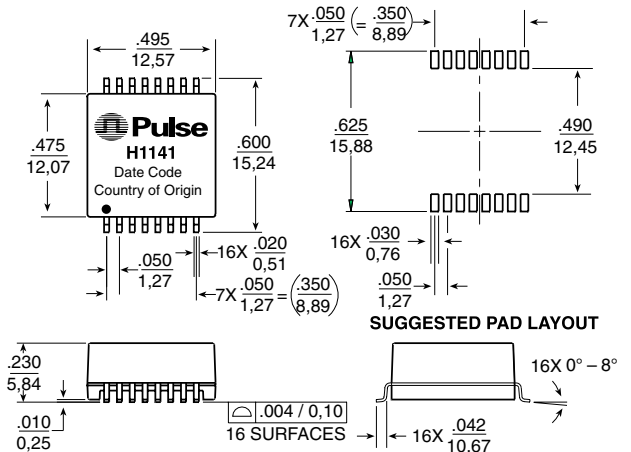 .495
12,57
.475
12,07
Pulse
H1141
Date Code
Country of Origin
.600
15,24
16X .020
0,51
.050
1,27
7X .050
1,27 = (.350
8,89)
7X .050
1,27 (= .350
8,89)
.625
15,88
.490
12,45
16X .030
0,76
.050
1,27
SUGGESTED PAD LAYOUT
.230
5,84
.010
0,25
.004 / 0,10
16 SURFACES
16X 0° – 8°
16X .042
10,67